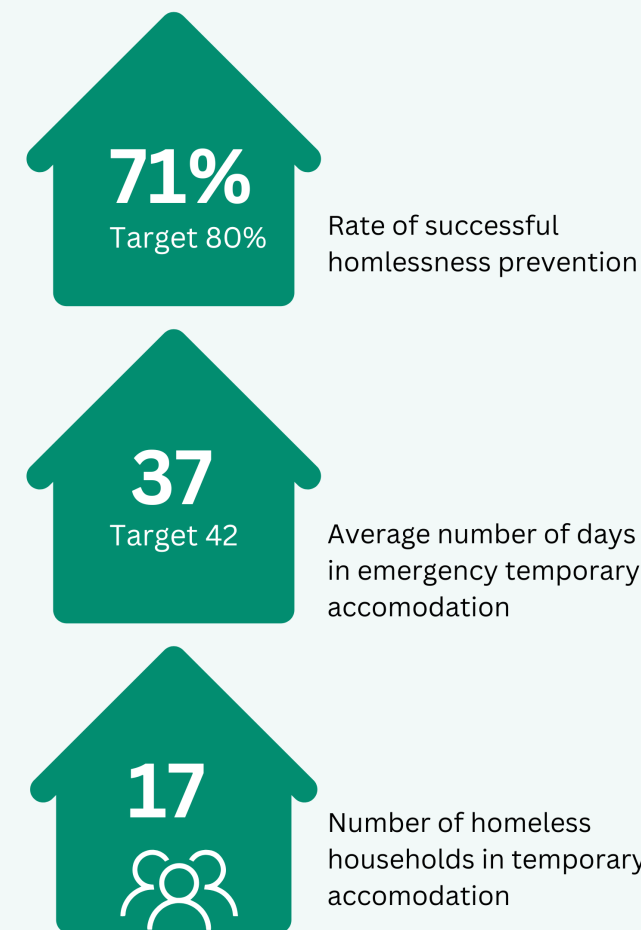 71%
Target 80%
Rate of successful
homlessness prevention
37
Target 42
Average number of days
in emergency temporary
accomodation
17
Number of homeless
households in temporary
accomodation